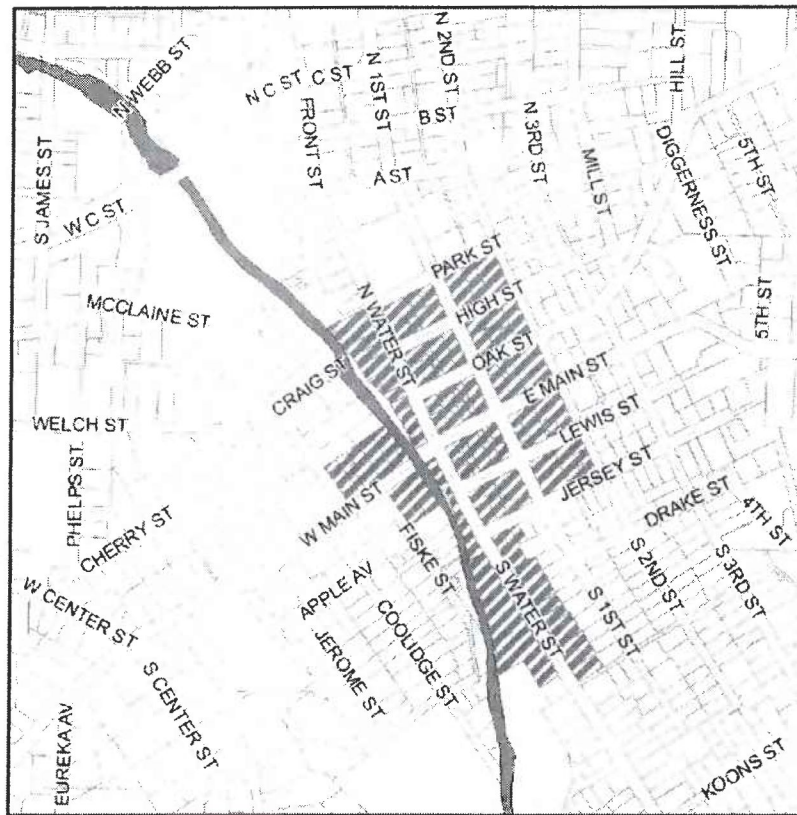 N WEBB ST
N C ST
C ST
N 1ST ST
N 2ND ST
HILL ST
FRONT ST
B ST
A ST
N 3RD ST
MILL ST
DIGGERNESS ST
5TH ST
S JAMES ST
W C ST
PARK ST
MCCLAINE ST
N WATER ST
HIGH ST
5TH ST
OAK ST
CRAIG ST
E MAIN ST
WELCH ST
LEWIS ST
PHELPS ST
W MAIN ST
JERSEY ST
CHERRY ST
FISKE ST
DRAKE ST
4TH ST
W CENTER ST
APPLE AV
S WATER ST
S 1ST ST
S 2ND ST
S 3RD ST
COOLIDGE ST
JEROME ST
S CENTER ST
EUREKA AV
KOONS ST